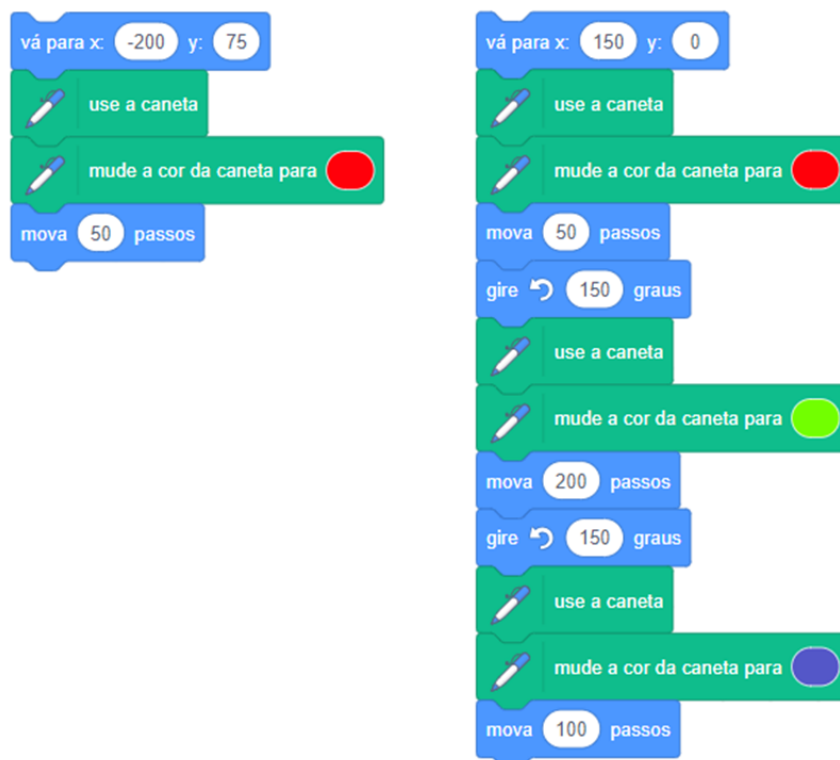 vá para x: -200 y: 75
use a caneta
mude a cor da caneta para
mova 50 passos
vá para x: 150 y: 0
use a caneta
mude a cor da caneta para
mova 50 passos
gire 150 graus
use a caneta
mude a cor da caneta para
mova 200 passos
gire 150 graus
use a caneta
mude a cor da caneta para
mova 100 passos